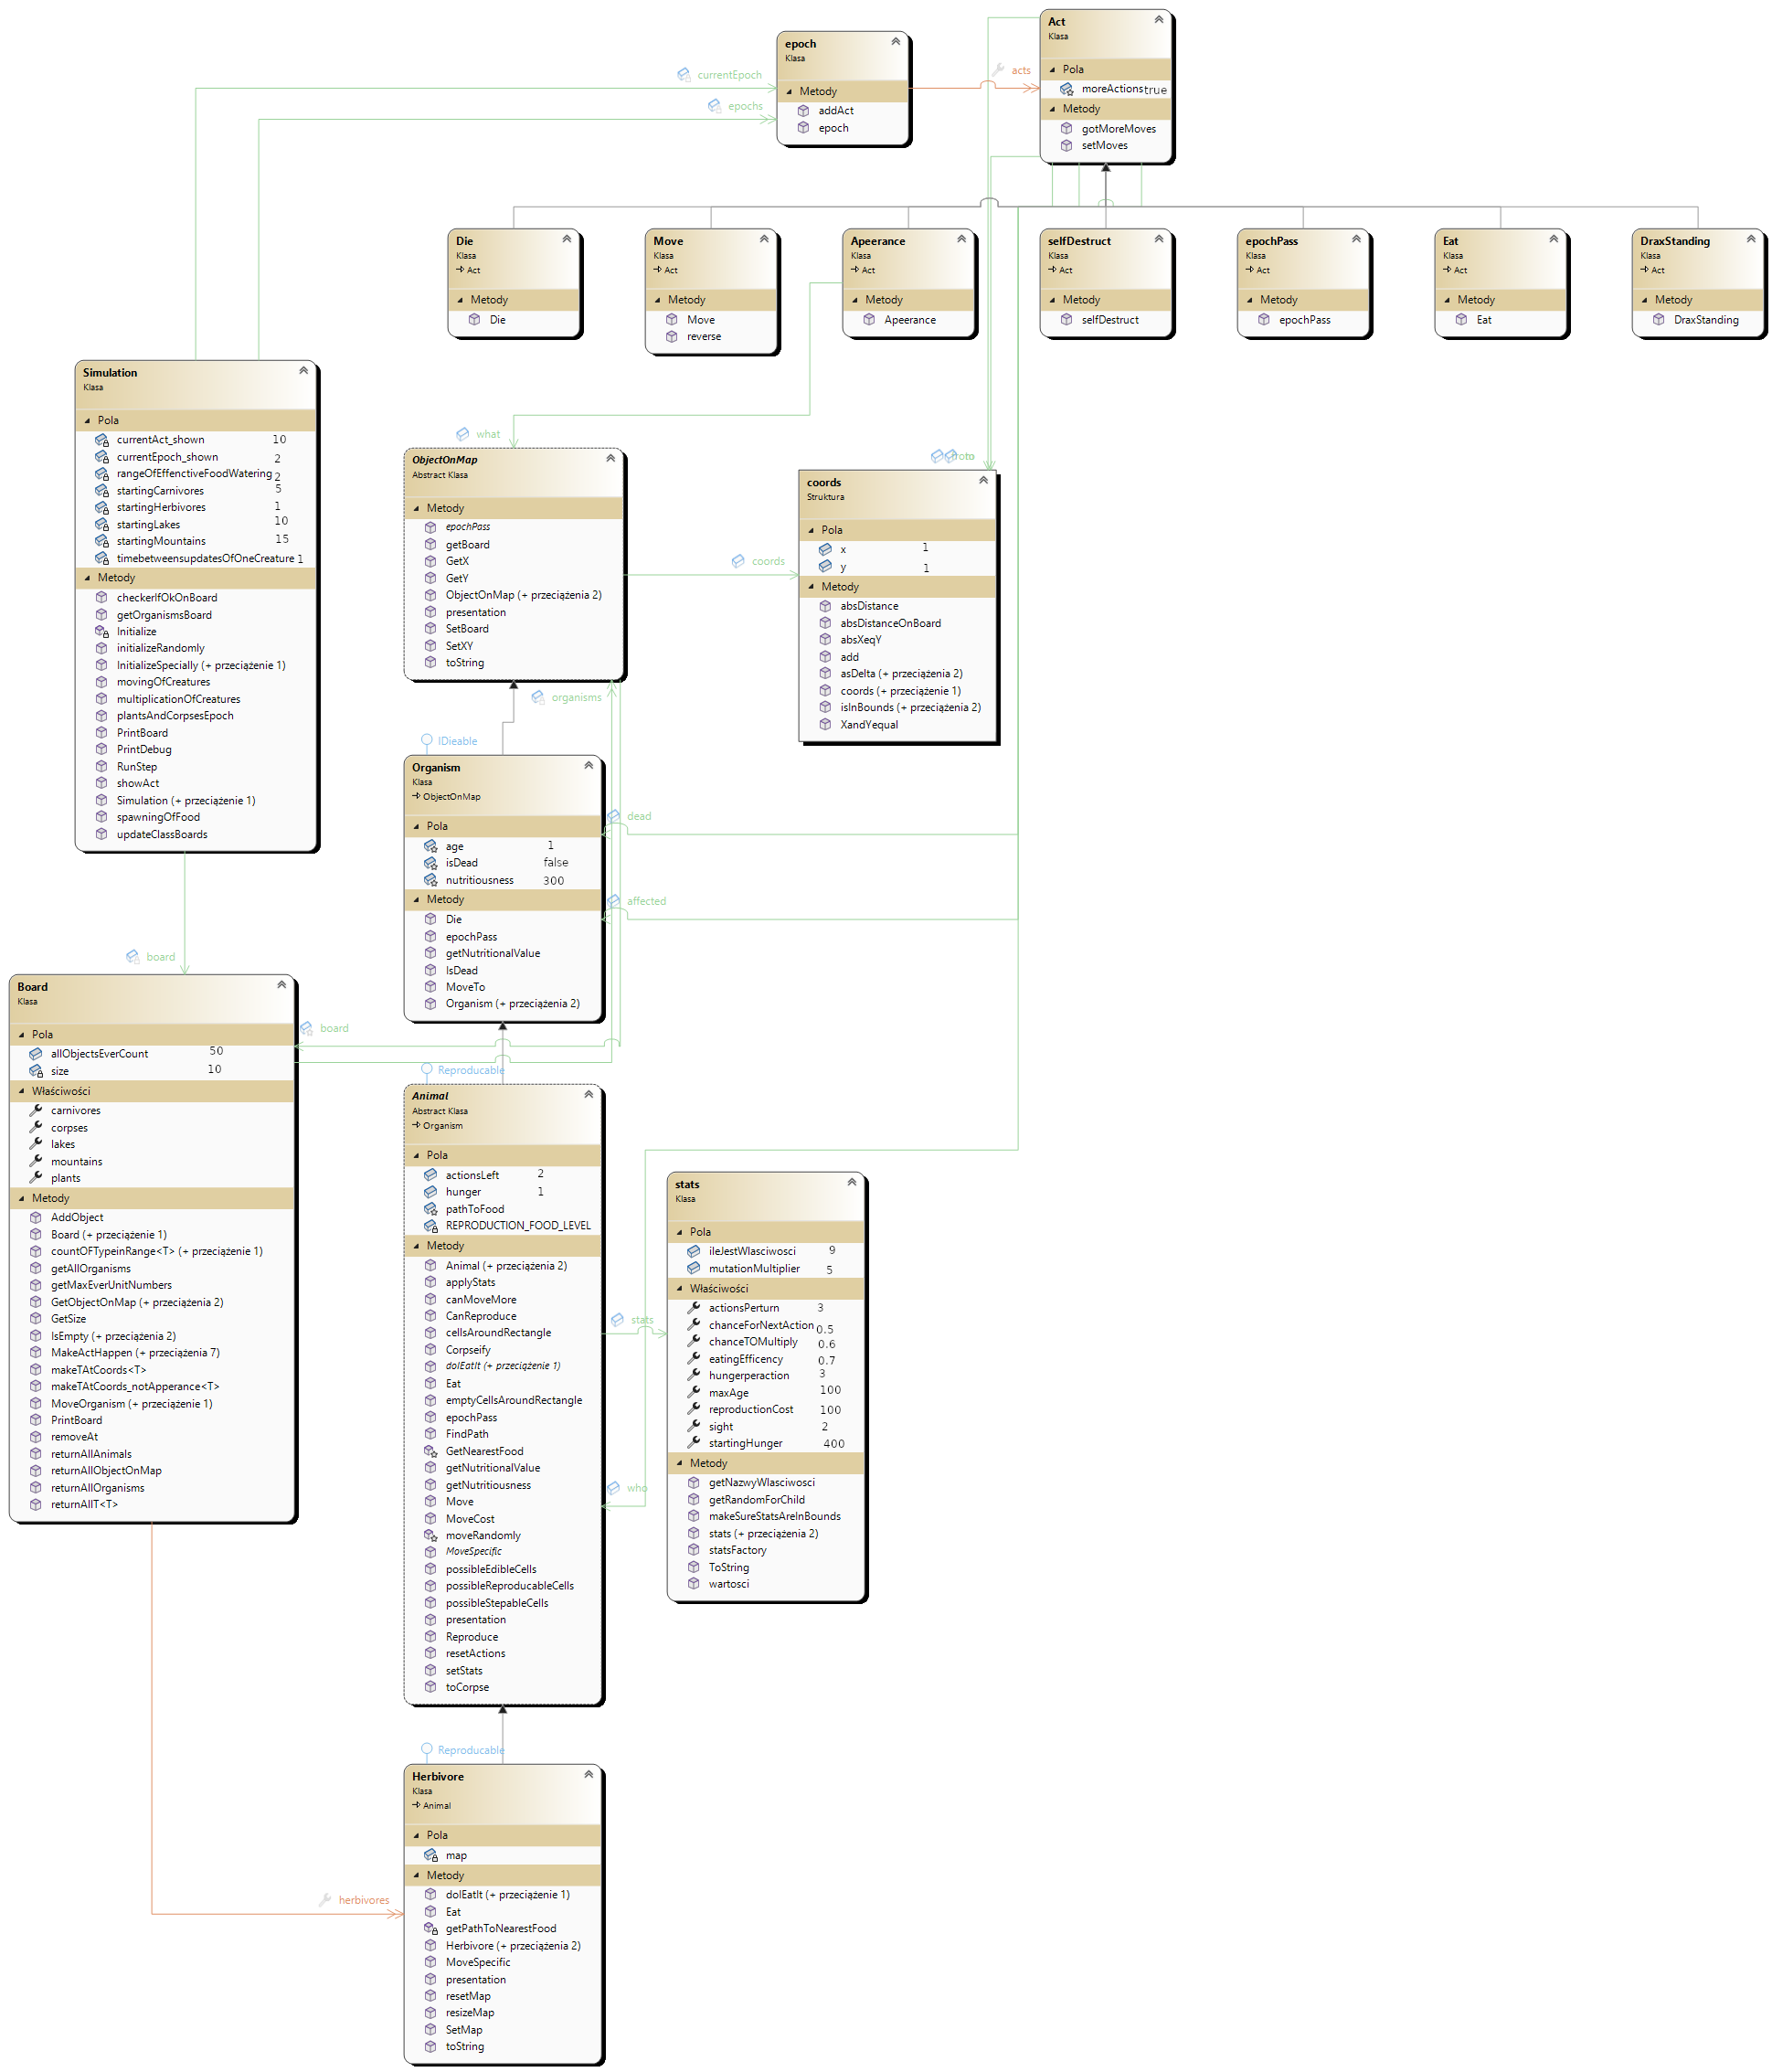 epoch
Klasa
Metody
addAct
epoch
currentEpoch
epochs
acts
Act
Klasa
Pola
moreActions true
Metody
gotMoreMoves
setMoves
Die
Klasa
Act
Metody
Die
Move
Klasa
Act
Metody
Move
reverse
Apeerance
Klasa
Act
Metody
Apeerance
selfDestruct
Klasa
Act
Metody
selfDestruct
epochPass
Klasa
Act
Metody
epochPass
Eat
Klasa
Act
Metody
Eat
DraxStanding
Klasa
Act
Metody
DraxStanding
Simulation
Klasa
Pola
currentAct_shown 10
currentEpoch_shown 2
rangeOfEffenctiveFoodWatering 2
startingCarnivores 5
startingHerbivores 1
startingLakes 10
startingMountains 15
timebetweensupdatesOfOneCreature 1
Metody
checkerIfOkOnBoard
getOrganismsBoard
Initialize
initializeRandomly
InitializeSpecially (+ przeciążenie 1)
movingOfCreatures
multiplicationOfCreatures
plantsAndCorpsesEpoch
PrintBoard
PrintDebug
RunStep
showAct
Simulation (+ przeciążenie 1)
spawningOfFood
updateClassBoards
what
ObjectOnMap
Abstract Klasa
Metody
epochPass
getBoard
GetX
GetY
ObjectOnMap (+ przeciążenia 2)
presentation
SetBoard
SetXY
toString
coords
coords
Struktura
Pola
x 1
y 1
Metody
absDistance
absDistanceOnBoard
absXeqY
add
asDelta (+ przeciążenia 2)
coords (+ przeciążenie 1)
isInBounds (+ przeciążenia 2)
XandYequal
organisms
IDieable
Organism
Klasa
ObjectOnMap
Pola
age 1
isDead false
nutritiousness 300
Metody
Die
epochPass
getNutritionalValue
IsDead
MoveTo
Organism (+ przeciążenia 2)
dead
affected
board
Board
Klasa
Pola
allObjectsEverCount 50
size 10
Właściwości
carnivores
corpses
lakes
mountains
plants
Metody
AddObject
Board (+ przeciążenie 1)
countOFTypeinRange<T> (+ przeciążenie 1)
getAllOrganisms
getMaxEverUnitNumbers
GetObjectOnMap (+ przeciążenia 2)
GetSize
IsEmpty (+ przeciążenia 2)
MakeActHappen (+ przeciążenia 7)
makeTAtCoords<T>
makeTAtCoords_notApperance<T>
MoveOrganism (+ przeciążenie 1)
PrintBoard
removeAt
returnAllAnimals
returnAllObjectOnMap
returnAllOrganisms
returnAllT<T>
board
Reproducable
Animal
Abstract Klasa
Organism
Pola
actionsLeft 2
hunger 1
pathToFood
REPRODUCTION_FOOD_LEVEL
Metody
Animal (+ przeciążenia 2)
applyStats
canMoveMore
CanReproduce
cellsAroundRectangle
Corpseify
doIEatIt (+ przeciążenie 1)
Eat
emptyCellsAroundRectangle
epochPass
FindPath
GetNearestFood
getNutritionalValue
getNutritiousness
Move
MoveCost
moveRandomly
MoveSpecific
possibleEdibleCells
possibleReproducableCells
possibleStepableCells
presentation
Reproduce
resetActions
setStats
toCorpse
stats
who
stats
Klasa
Pola
ileJestWlasciwosci 9
mutationMultiplier 5
Właściwości
actionsPerturn 3
chanceForNextAction 0.5
chanceTOMultiply 0.6
eatingEfficency 0.7
hungerperaction 3
maxAge 100
reproductionCost 100
sight 2
startingHunger 400
Metody
getNazwyWlasciwosci
getRandomForChild
makeSureStatsAreInBounds
stats (+ przeciążenia 2)
statsFactory
ToString
wartosci
herbivores
Reproducable
Herbivore
Klasa
Animal
Pola
map
Metody
doIEatIt (+ przeciążenie 1)
Eat
getPathToNearestFood
Herbivore (+ przeciążenia 2)
MoveSpecific
presentation
resetMap
resizeMap
SetMap
toString